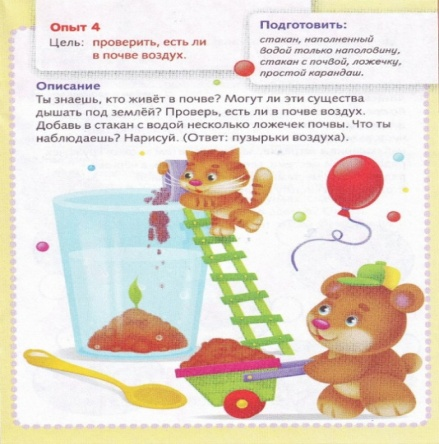 Опыт 4
Цель: проверить, есть ли
в почве воздух.
Подготовить:
стакан, наполненный
водой только наполовину,
стакан с почвой, ложечку,
простой карандаш.
Описание
Ты знаешь, кто живёт в почве? Могут ли эти существа
дышать под землёй? Проверь, есть ли в почве воздух.
Добавь в стакан с водой несколько ложечек почвы. Что ты
наблюдаешь? Нарисуй. (Ответ: пузырьки воздуха).